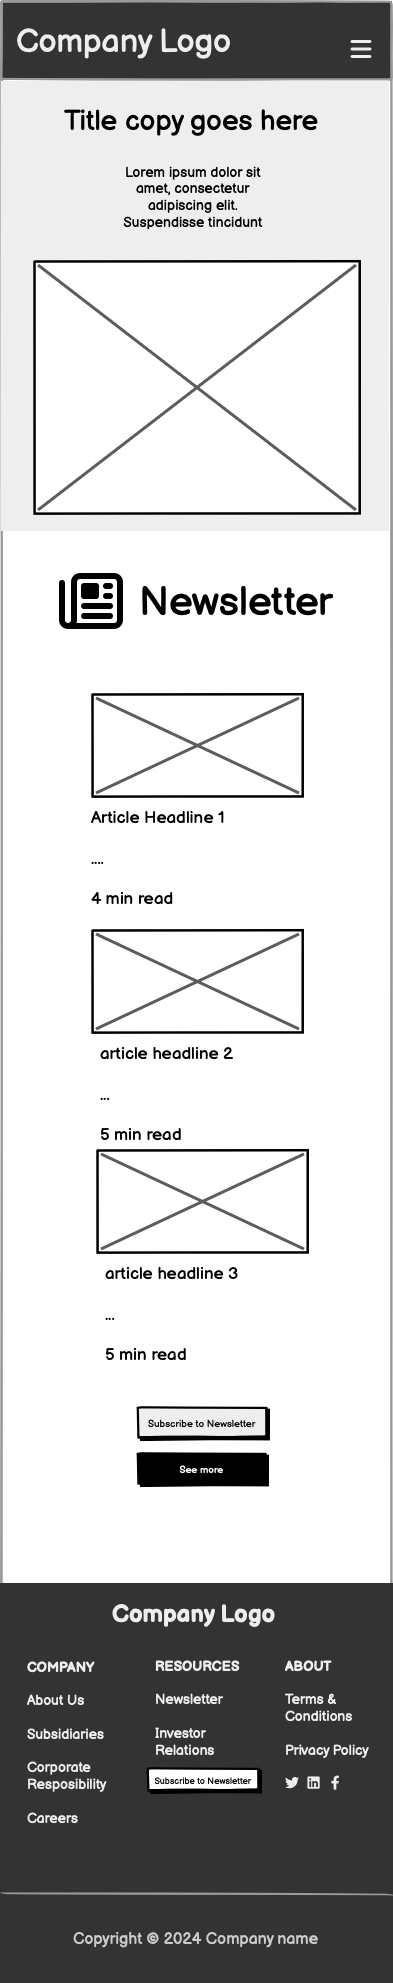 Company Logo
Title copy goes here
Lorem ipsum dolor sit
amet, consectetur
adipiscing elit.
Suspendisse tincidunt
Newsletter
Article Headline 1
....
4 min read
article headline 2
...
5 min read
article headline 3
...
5 min read
Subscribe to Newsletter
See more
Company Logo
COMPANY
About Us
Subsidiaries
Corporate
Resposibility
Careers
RESOURCES
Newsletter
Investor
Relations
Subscribe to Newsletter
ABOUT
Terms &
Conditions
Privacy Policy
Copyright © 2024 Company name